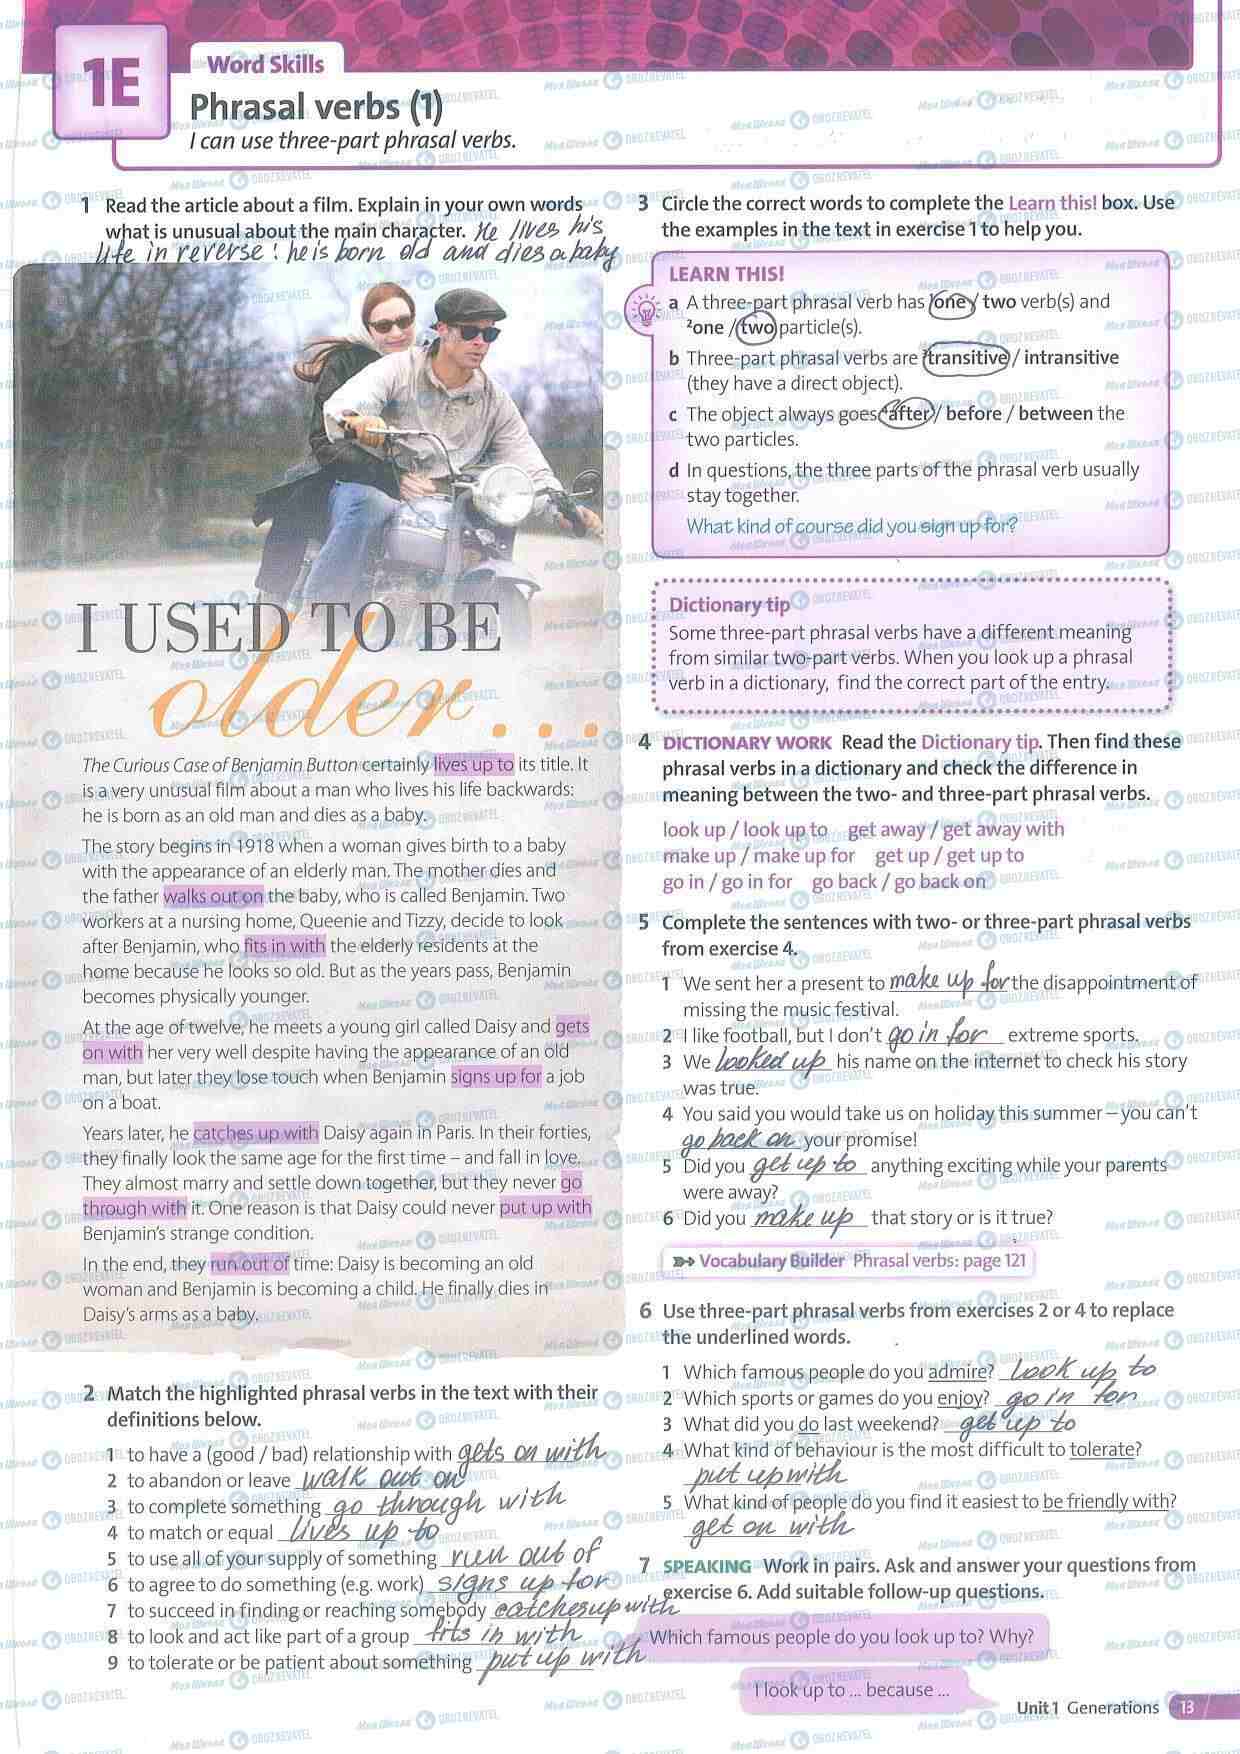 1E
Word Skills
Phrasal verbs (1)
I can use three-part phrasal verbs.
1 Read the article about a film. Explain in your own words
what is unusual about the main character. He lives his
life in reverse: he is born old and dies a baby
I USED TO BE
older...
The Curious Case of Benjamin Button certainly lives up to its title. It
is a very unusual film about a man who lives his life backwards:
he is born as an old man and dies as a baby.
The story begins in 1918 when a woman gives birth to a baby
with the appearance of an elderly man. The mother dies and
the father walks out on the baby, who is called Benjamin. Two
workers at a nursing home, Queenie and Tizzy, decide to look
after Benjamin, who fits in with the elderly residents at the
home because he looks so old. But as the years pass, Benjamin
becomes physically younger.
At the age of twelve, he meets a young girl called Daisy and gets
on with her very well despite having the appearance of an old
man, but later they lose touch when Benjamin signs up for a job
on a boat.
Years later, he catches up with Daisy again in Paris. In their forties,
they finally look the same age for the first time – and fall in love.
They almost marry and settle down together, but they never go
through with it. One reason is that Daisy could never put up with
Benjamin's strange condition.
In the end, they run out of time: Daisy is becoming an old
woman and Benjamin is becoming a child. He finally dies in
Daisy's arms as a baby.
2 Match the highlighted phrasal verbs in the text with their
definitions below.
1 to have a (good / bad) relationship with gets on with
2 to abandon or leave walk out on
3 to complete something go through with
4 to match or equal lives up to
5 to use all of your supply of something run out of
6 to agree to do something (e.g. work) signs up for
7 to succeed in finding or reaching somebody catches up with
8 to look and act like part of a group fits in with
9 to tolerate or be patient about something put up with
3 Circle the correct words to complete the Learn this! box. Use
the examples in the text in exercise 1 to help you.
LEARN THIS!
a A three-part phrasal verb has ¹one / two verb(s) and
²one / two particle(s).
b Three-part phrasal verbs are ³transitive / intransitive
(they have a direct object).
c The object always goes ⁴after / before / between the
two particles.
d In questions, the three parts of the phrasal verb usually
stay together.
What kind of course did you sign up for?
Dictionary tip
Some three-part phrasal verbs have a different meaning
from similar two-part verbs. When you look up a phrasal
verb in a dictionary, find the correct part of the entry.
4 DICTIONARY WORK Read the Dictionary tip. Then find these
phrasal verbs in a dictionary and check the difference in
meaning between the two- and three-part phrasal verbs.
look up / look up to get away / get away with
make up / make up for get up / get up to
go in / go in for go back / go back on
5 Complete the sentences with two- or three-part phrasal verbs
from exercise 4.
1 We sent her a present to make up for the disappointment of
missing the music festival.
2 I like football, but I don't go in for extreme sports.
3 We looked up his name on the internet to check his story
was true.
4 You said you would take us on holiday this summer – you can't
go back on your promise!
5 Did you get up to anything exciting while your parents
were away?
6 Did you make up that story or is it true?
Vocabulary Builder Phrasal verbs: page 121
6 Use three-part phrasal verbs from exercises 2 or 4 to replace
the underlined words.
1 Which famous people do you admire? look up to
2 Which sports or games do you enjoy? go in for
3 What did you do last weekend? get up to
4 What kind of behaviour is the most difficult to tolerate?
put up with
5 What kind of people do you find it easiest to be friendly with?
get on with
7 SPEAKING Work in pairs. Ask and answer your questions from
exercise 6. Add suitable follow-up questions.
Which famous people do you look up to? Why?
I look up to ... because ...
Unit 1 Generations 13